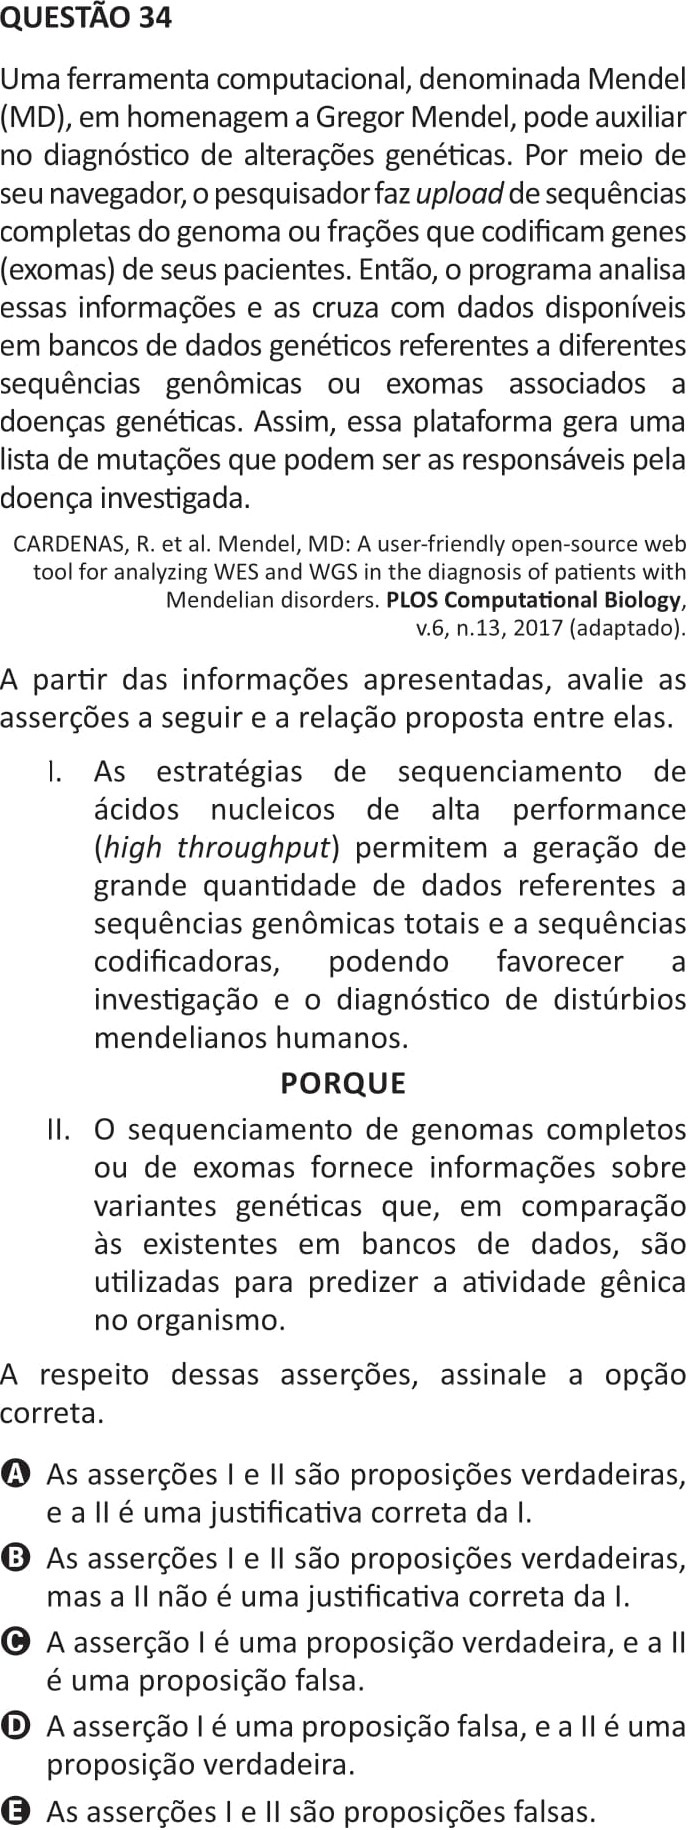 QUESTÃO 34
Uma ferramenta computacional, denominada Mendel
(MD), em homenagem a Gregor Mendel, pode auxiliar
no diagnóstico de alterações genéticas. Por meio de
seu navegador, o pesquisador faz upload de sequências
completas do genoma ou frações que codificam genes
(exomas) de seus pacientes. Então, o programa analisa
essas informações e as cruza com dados disponíveis
em bancos de dados genéticos referentes a diferentes
sequências genômicas ou exomas associados a
doenças genéticas. Assim, essa plataforma gera uma
lista de mutações que podem ser as responsáveis pela
doença investigada.
CARDENAS, R. et al. Mendel, MD: A user-friendly open-source web
tool for analyzing WES and WGS in the diagnosis of patients with
Mendelian disorders. PLOS Computational Biology,
v.6, n.13, 2017 (adaptado).
A partir das informações apresentadas, avalie as
asserções a seguir e a relação proposta entre elas.
I. As estratégias de sequenciamento de
ácidos nucleicos de alta performance
(high throughput) permitem a geração de
grande quantidade de dados referentes a
sequências genômicas totais e a sequências
codificadoras, podendo favorecer a
investigação e o diagnóstico de distúrbios
mendelianos humanos.
PORQUE
II. O sequenciamento de genomas completos
ou de exomas fornece informações sobre
variantes genéticas que, em comparação
às existentes em bancos de dados, são
utilizadas para predizer a atividade gênica
no organismo.
A respeito dessas asserções, assinale a opção
correta.
A As asserções I e II são proposições verdadeiras,
e a II é uma justificativa correta da I.
B As asserções I e II são proposições verdadeiras,
mas a II não é uma justificativa correta da I.
C A asserção I é uma proposição verdadeira, e a II
é uma proposição falsa.
D A asserção I é uma proposição falsa, e a II é uma
proposição verdadeira.
E As asserções I e II são proposições falsas.